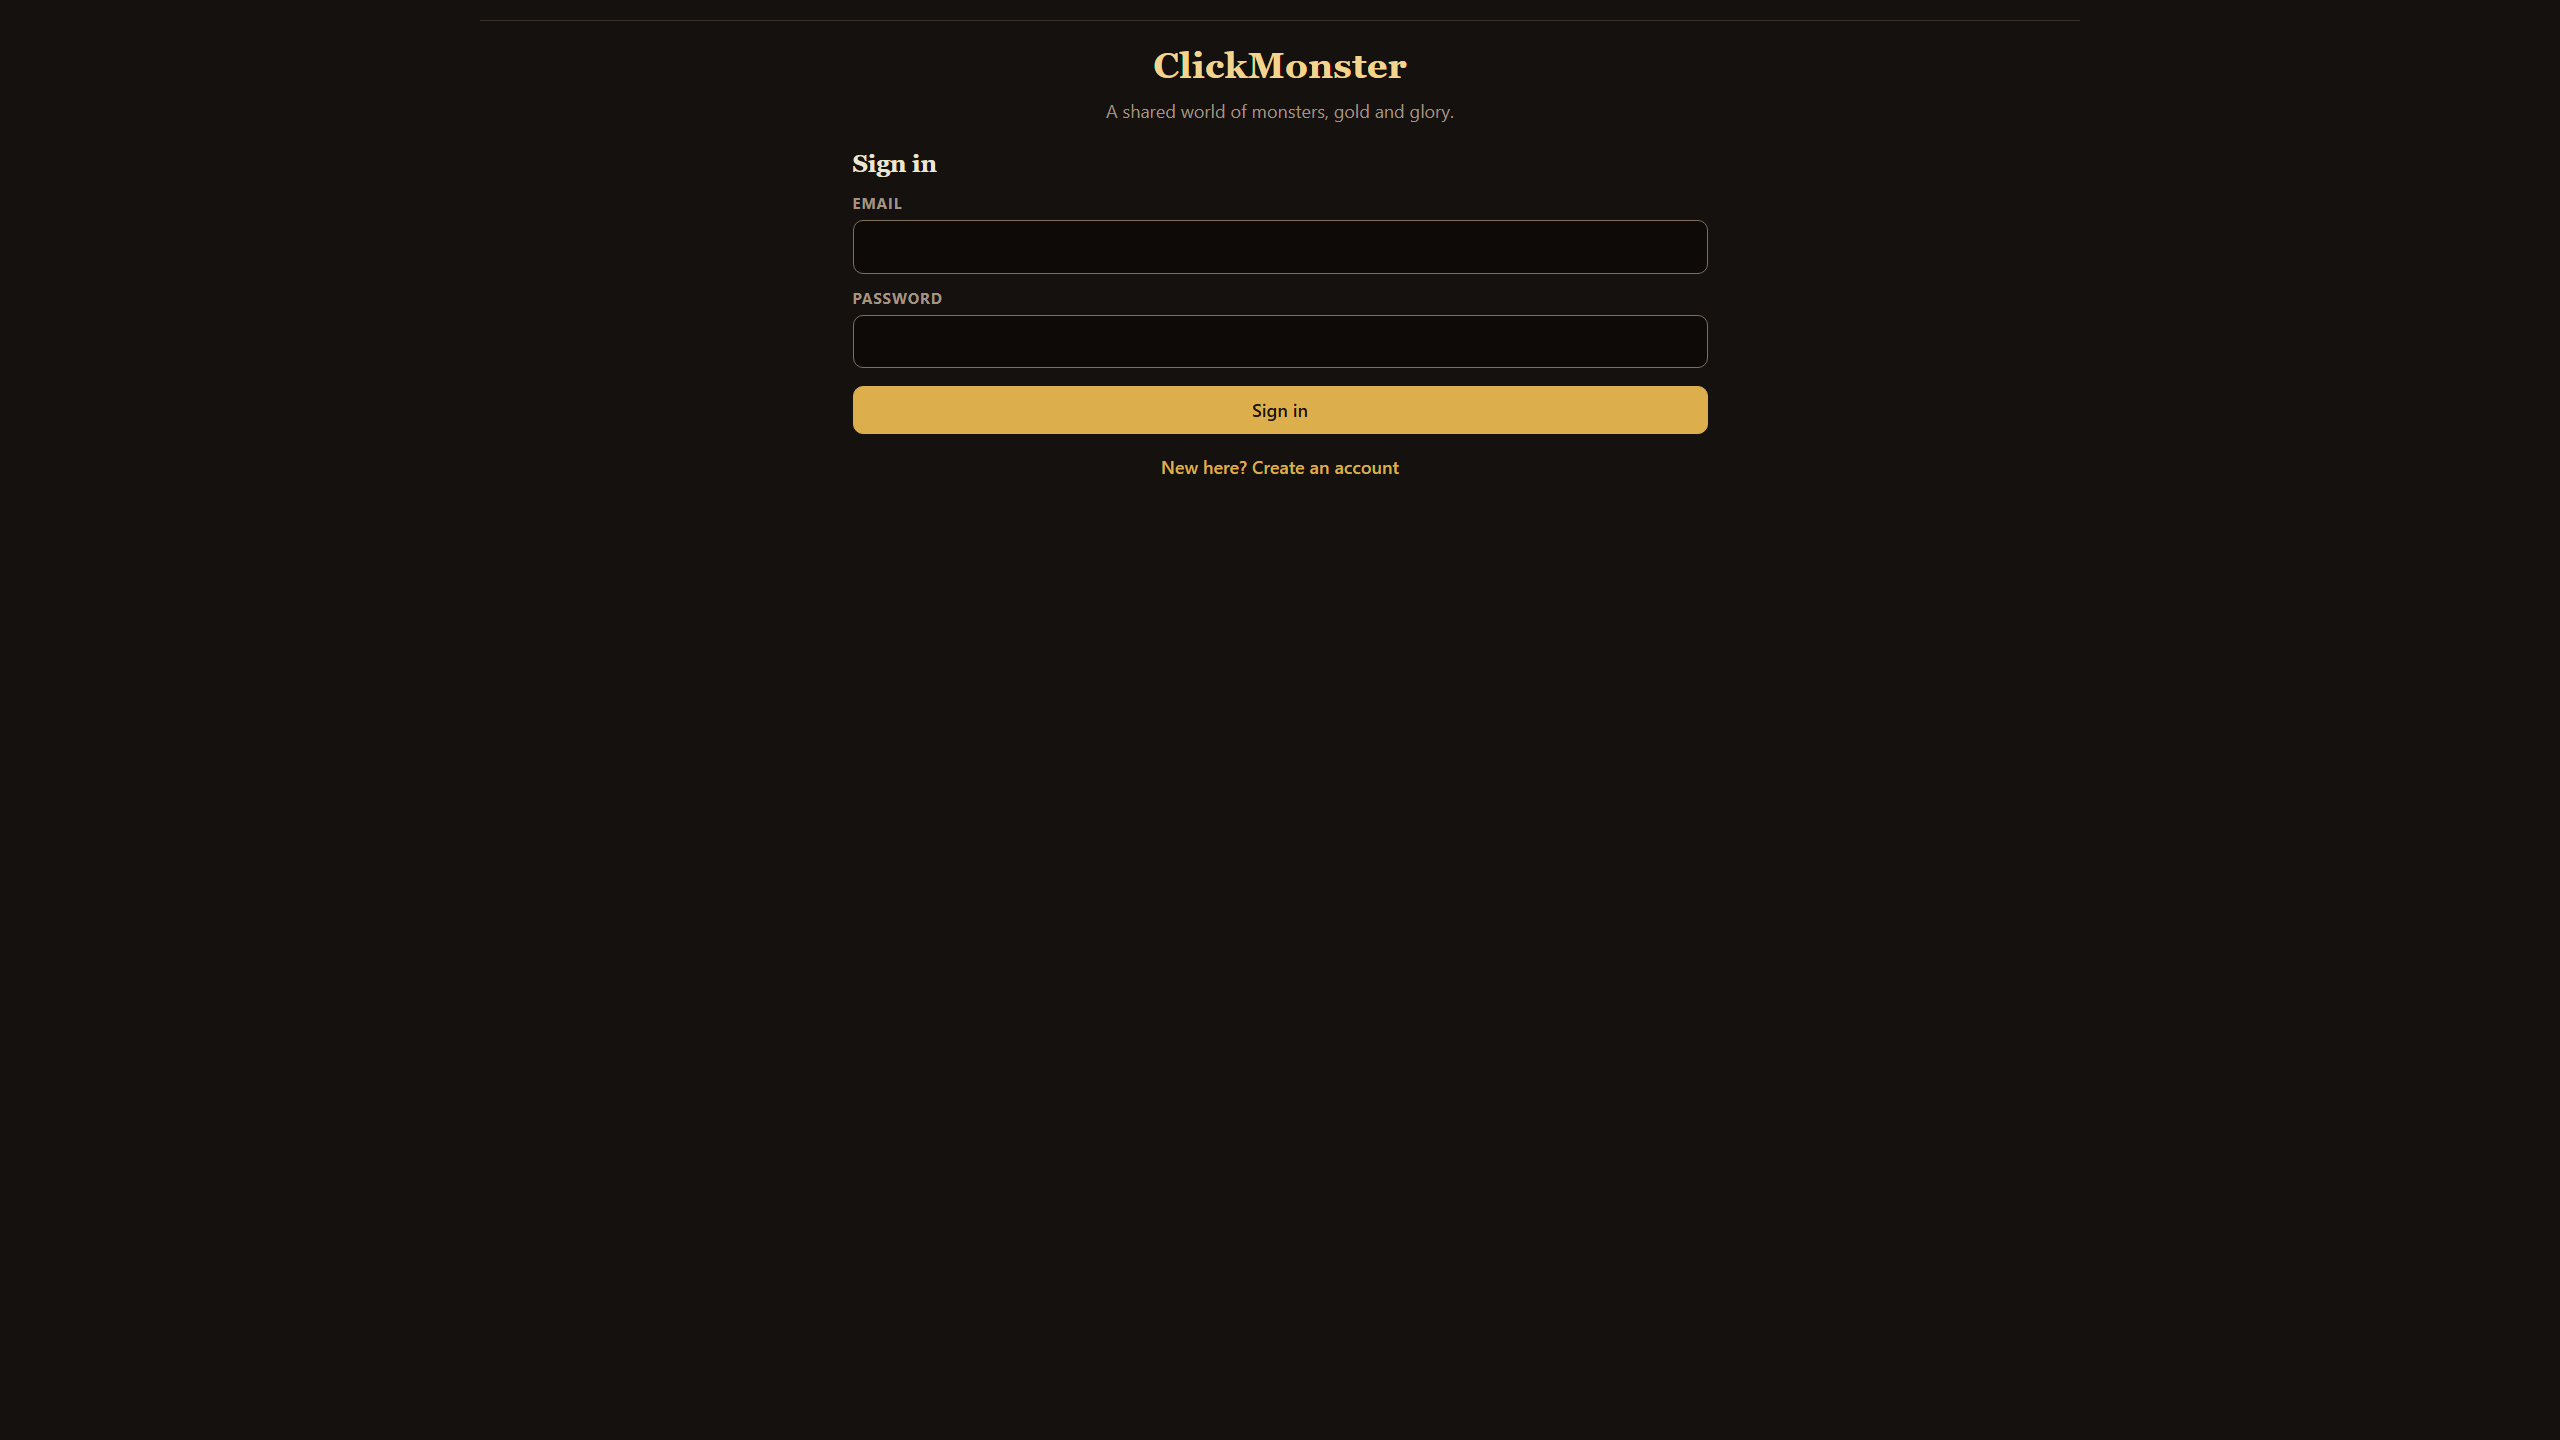 ClickMonster
A shared world of monsters, gold and glory.
Sign in
EMAIL
PASSWORD
Sign in
New here? Create an account